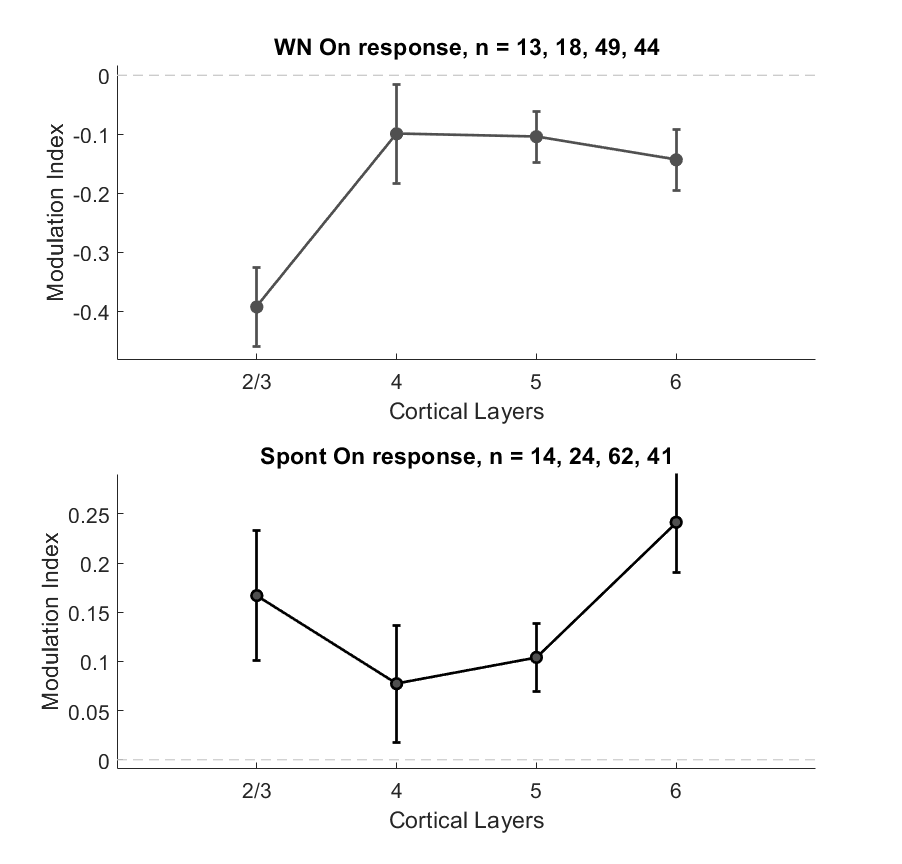 WN On response, n = 13, 18, 49, 44
Modulation Index
0
-0.1
-0.2
-0.3
-0.4
2/3 4 5 6
Cortical Layers
Spont On response, n = 14, 24, 62, 41
Modulation Index
0.25
0.2
0.15
0.1
0.05
0
2/3 4 5 6
Cortical Layers